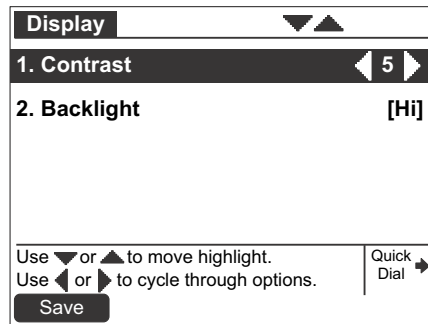 Display ▼▲
1. Contrast ◀ 5 ▶
2. Backlight [Hi]
Use ▼ or ▲ to move highlight.
Use ◀ or ▶ to cycle through options.
Quick
Dial ➔
Save